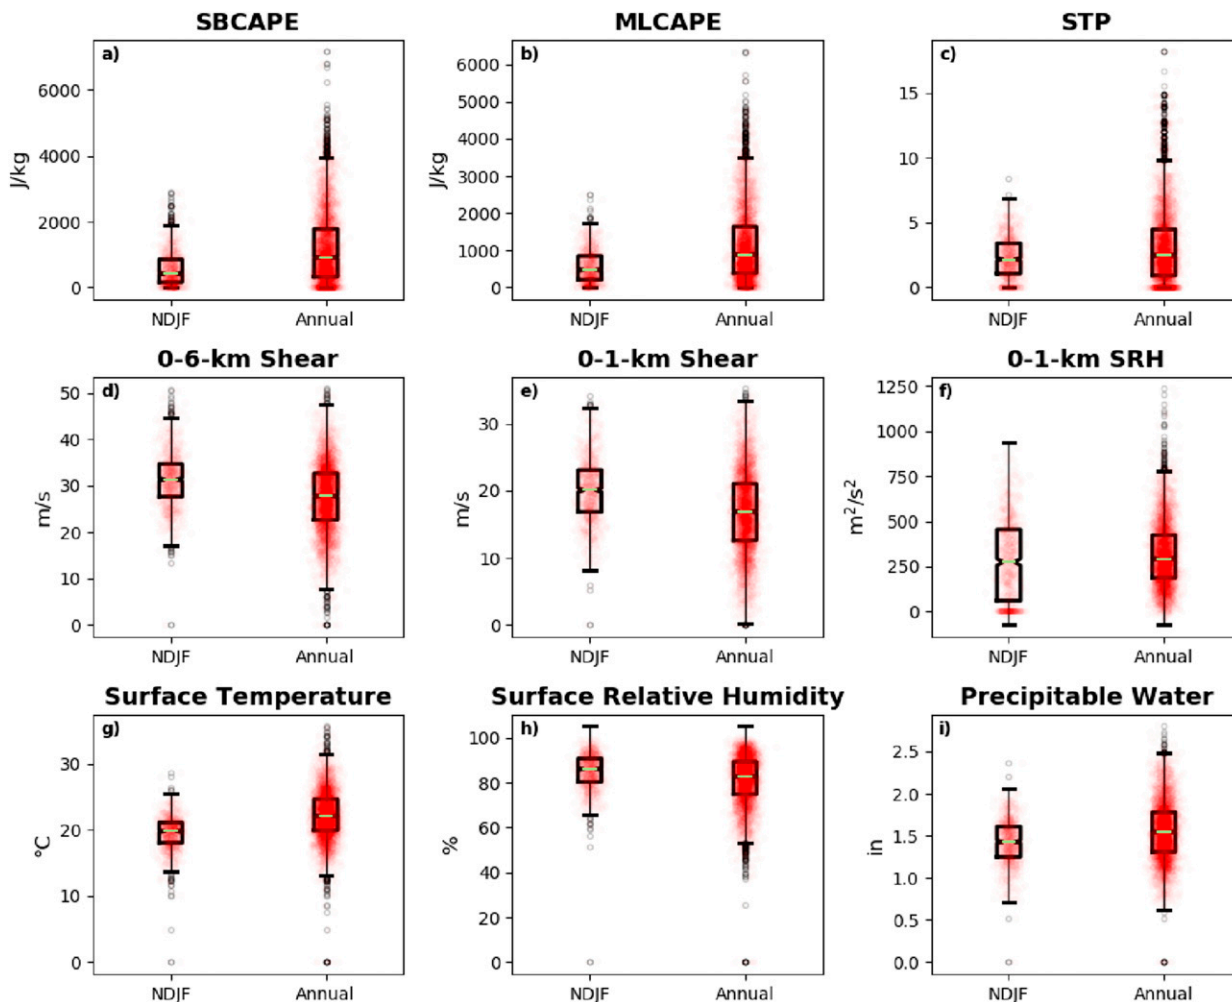 SBCAPE
a)
J/kg
6000
4000
2000
0
NDJF Annual
MLCAPE
b)
J/kg
6000
5000
4000
3000
2000
1000
0
NDJF Annual
STP
c)
15
10
5
0
NDJF Annual
0-6-km Shear
d)
m/s
50
40
30
20
10
0
NDJF Annual
0-1-km Shear
e)
m/s
30
20
10
0
NDJF Annual
0-1-km SRH
f)
m²/s²
1250
1000
750
500
250
0
NDJF Annual
Surface Temperature
g)
°C
30
20
10
0
NDJF Annual
Surface Relative Humidity
h)
%
100
80
60
40
20
0
NDJF Annual
Precipitable Water
i)
in
2.5
2.0
1.5
1.0
0.5
0.0
NDJF Annual